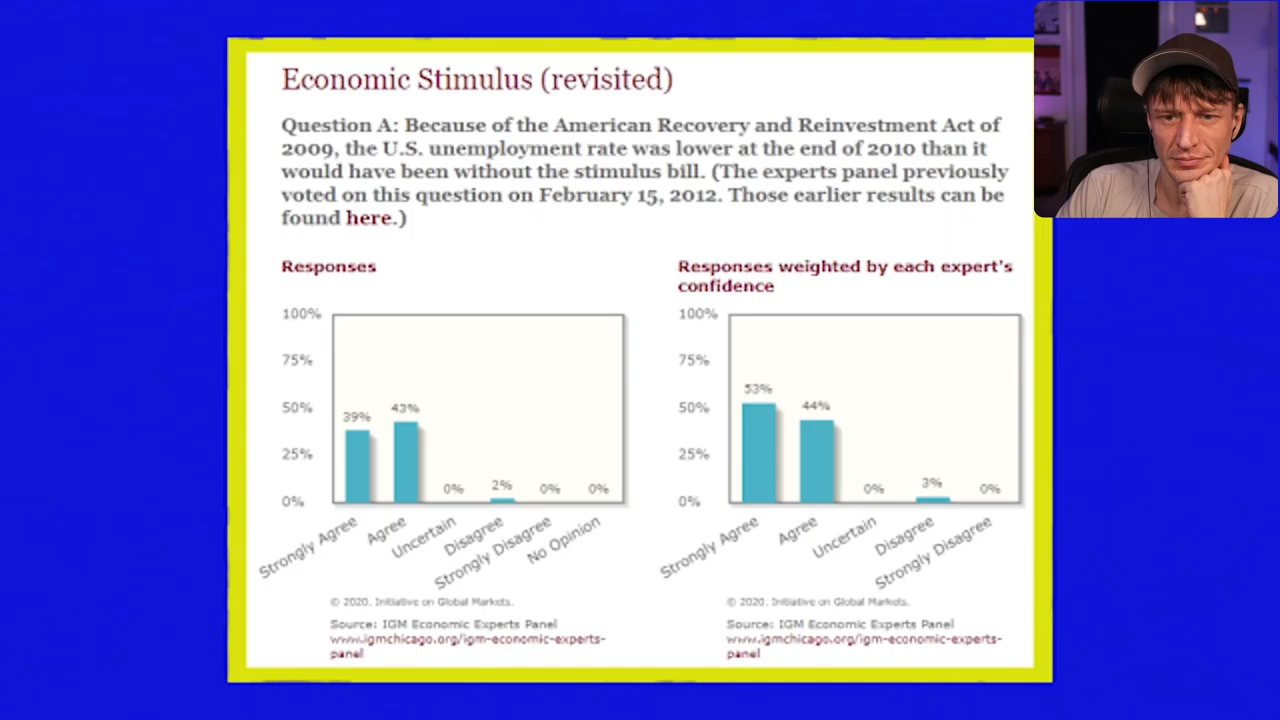 Economic Stimulus (revisited)
Question A: Because of the American Recovery and Reinvestment Act of
2009, the U.S. unemployment rate was lower at the end of 2010 than it
would have been without the stimulus bill. (The experts panel previously
voted on this question on February 15, 2012. Those earlier results can be
found here.)
Responses
100%
75%
50%
25%
0%
39%
43%
0%
2%
0%
0%
Strongly Agree
Agree
Uncertain
Disagree
Strongly Disagree
No Opinion
© 2020. Initiative on Global Markets.
Source: IGM Economic Experts Panel
www.igmchicago.org/igm-economic-experts-
panel
Responses weighted by each expert's
confidence
100%
75%
50%
25%
0%
53%
44%
0%
3%
0%
Strongly Agree
Agree
Uncertain
Disagree
Strongly Disagree
© 2020. Initiative on Global Markets.
Source: IGM Economic Experts Panel
www.igmchicago.org/igm-economic-experts-
panel